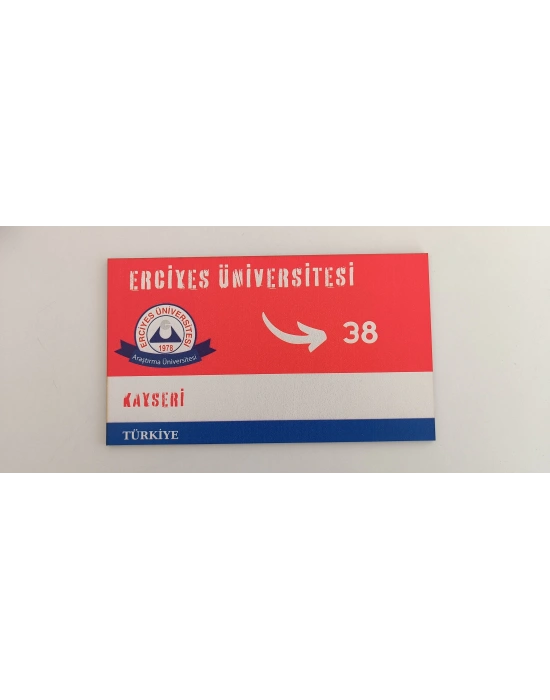 ERCİYES ÜNİVERSİTESİ
ERCİYES ÜNİVERSİTESİ
1978
Araştırma Üniversitesi
38
KAYSERİ
TÜRKİYE